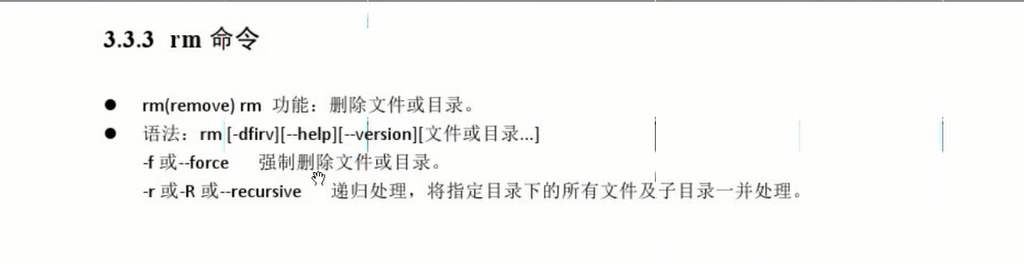 3.3.3 rm 命令
● rm(remove) rm 功能：删除文件或目录。
● 语法：rm [-dfirv][--help][--version][文件或目录...]
-f 或--force 强制删除文件或目录。
-r 或-R 或--recursive 递归处理，将指定目录下的所有文件及子目录一并处理。